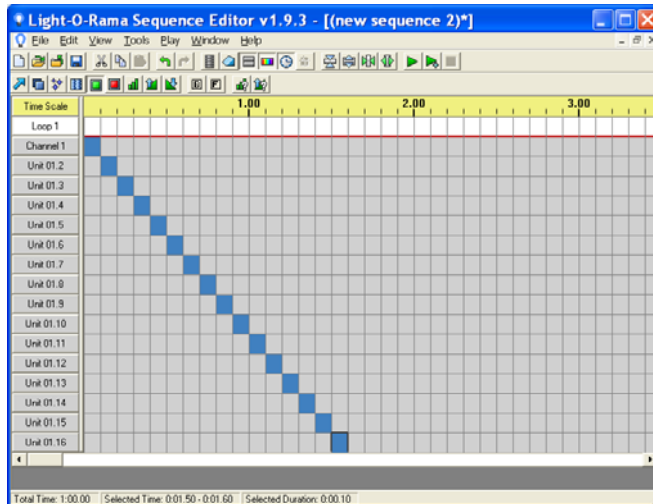 Light-O-Rama Sequence Editor v1.9.3 - [(new sequence 2)*]
File Edit View Tools Play Window Help
Time Scale 1.00 2.00 3.00
Loop 1
Channel 1
Unit 01.2
Unit 01.3
Unit 01.4
Unit 01.5
Unit 01.6
Unit 01.7
Unit 01.8
Unit 01.9
Unit 01.10
Unit 01.11
Unit 01.12
Unit 01.13
Unit 01.14
Unit 01.15
Unit 01.16
Total Time: 1:00.00 Selected Time: 0:01.50 - 0:01.60 Selected Duration: 0:00.10